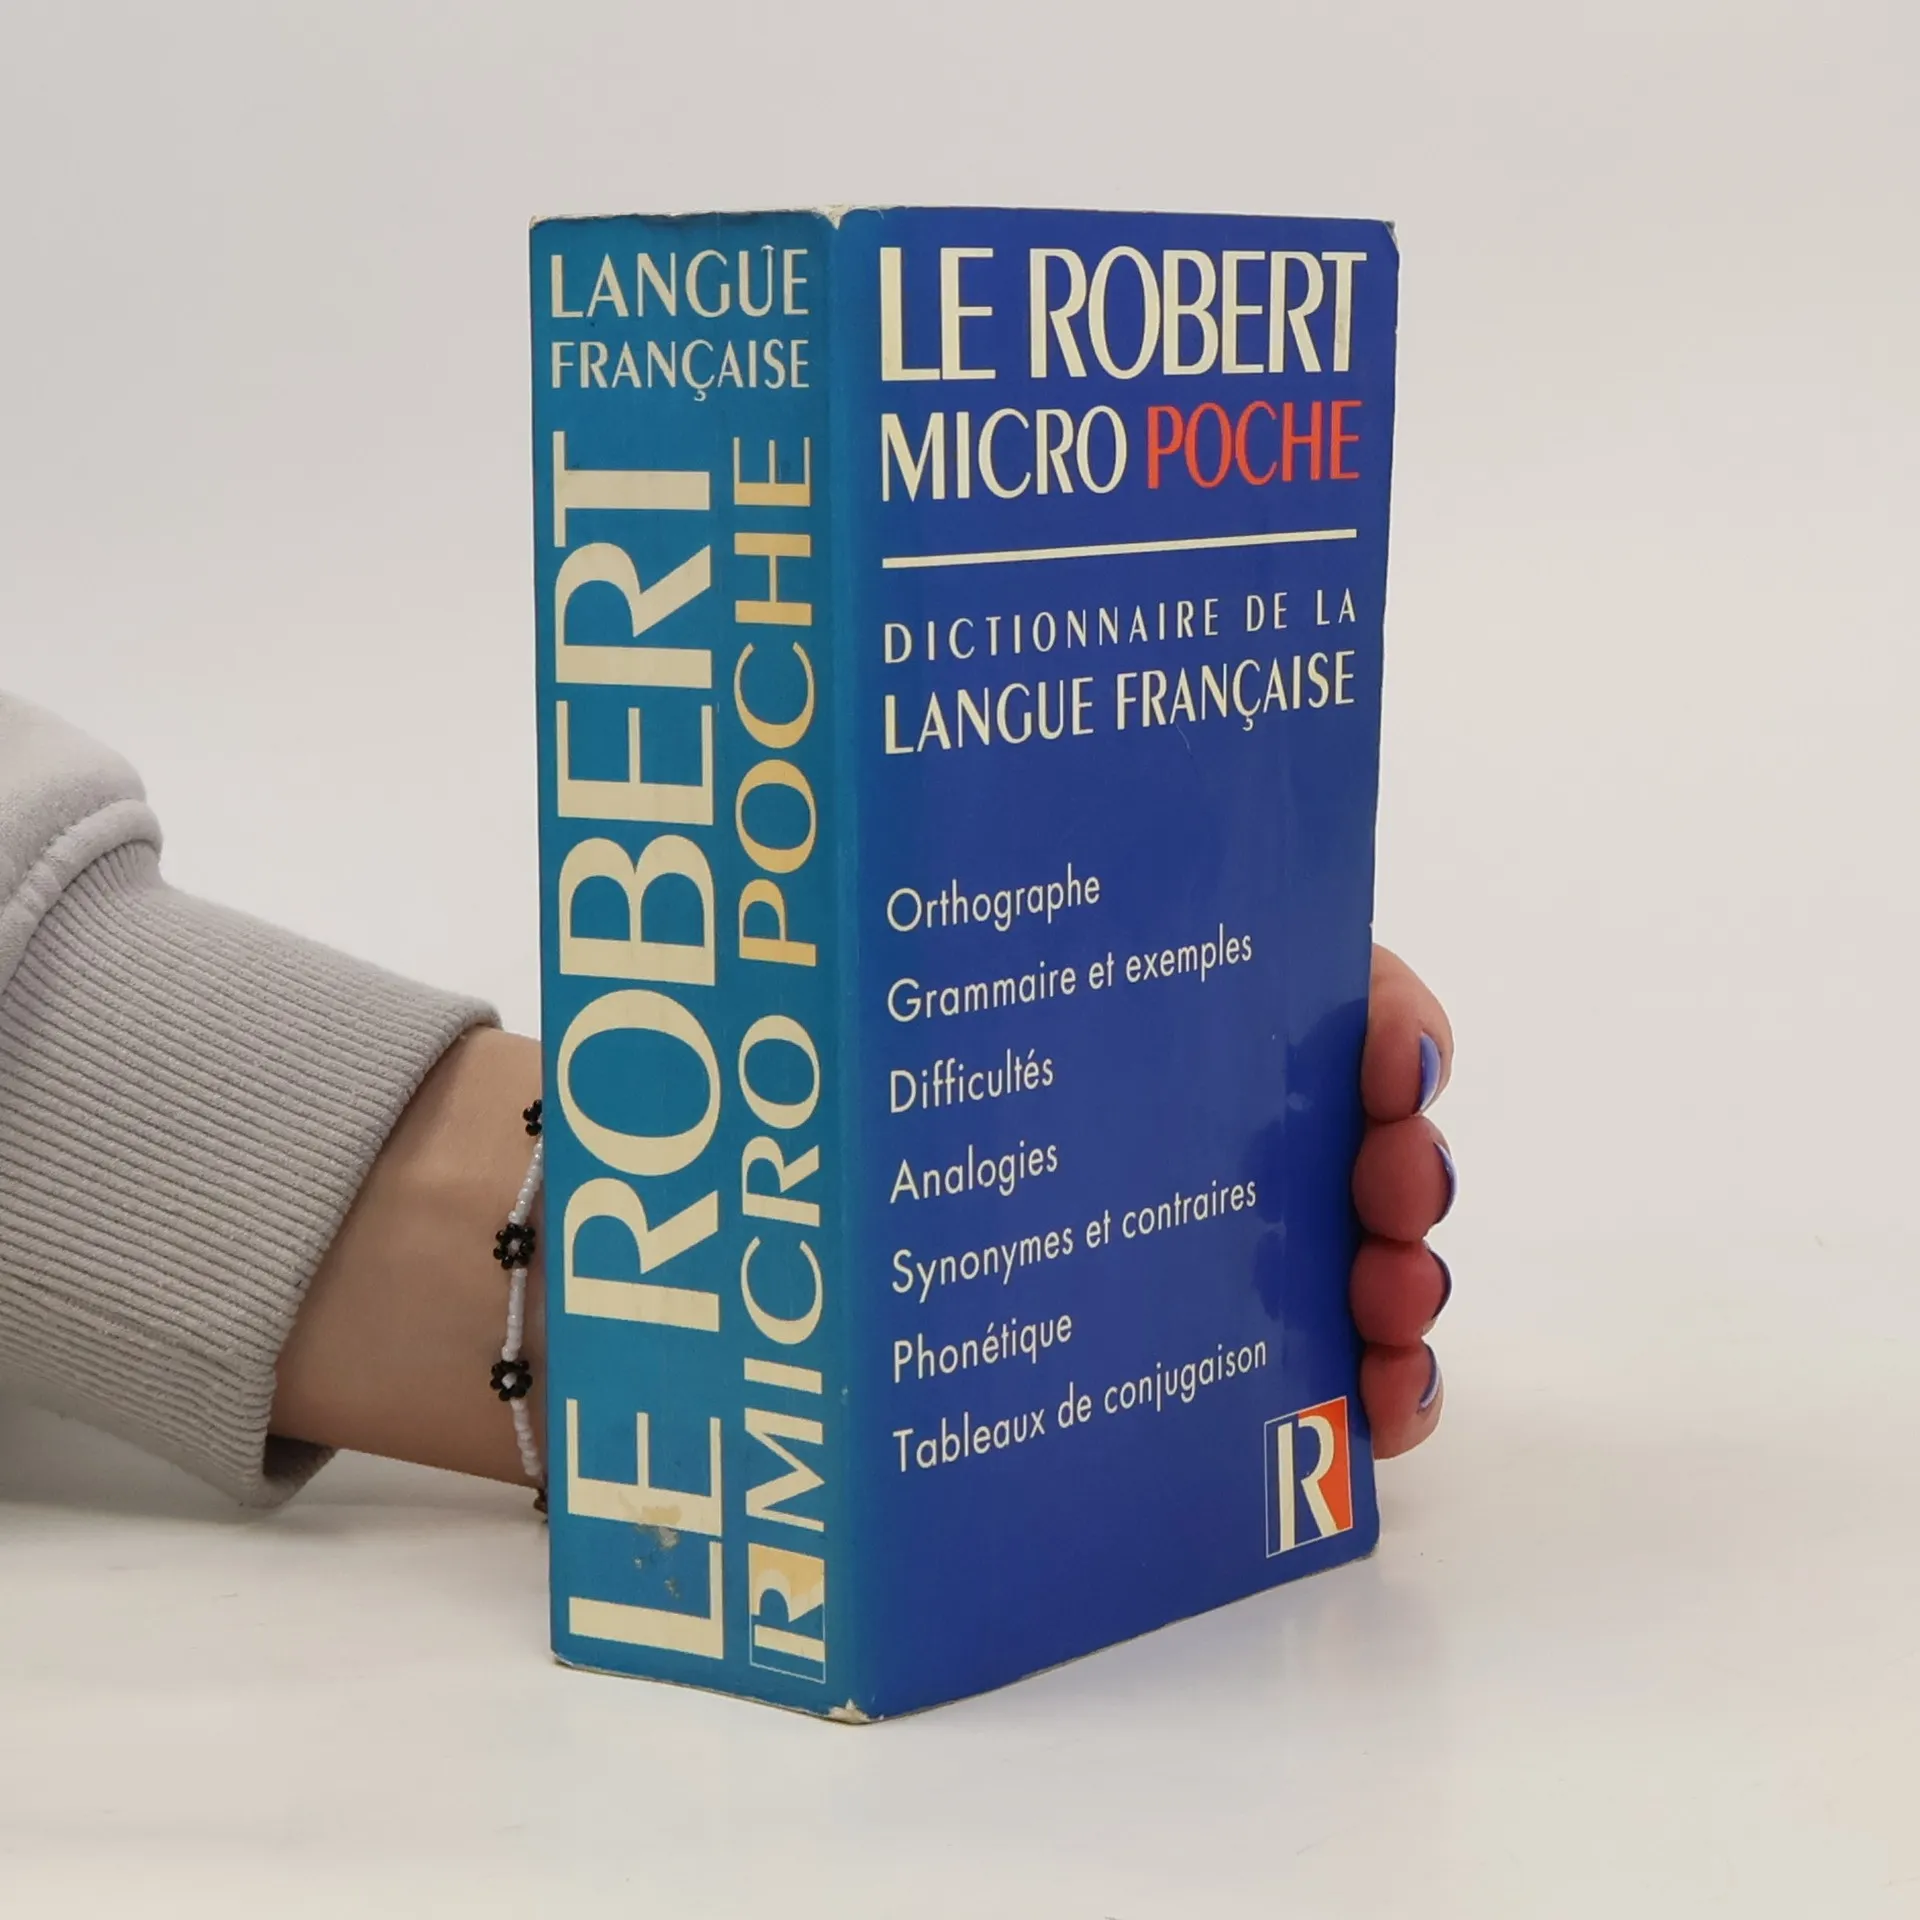 LANGUE
FRANÇAISE
LE ROBERT
MICRO POCHE
R
LE ROBERT
MICRO POCHE
DICTIONNAIRE DE LA
LANGUE FRANÇAISE
Orthographe
Grammaire et exemples
Difficultés
Analogies
Synonymes et contraires
Phonétique
Tableaux de conjugaison
R